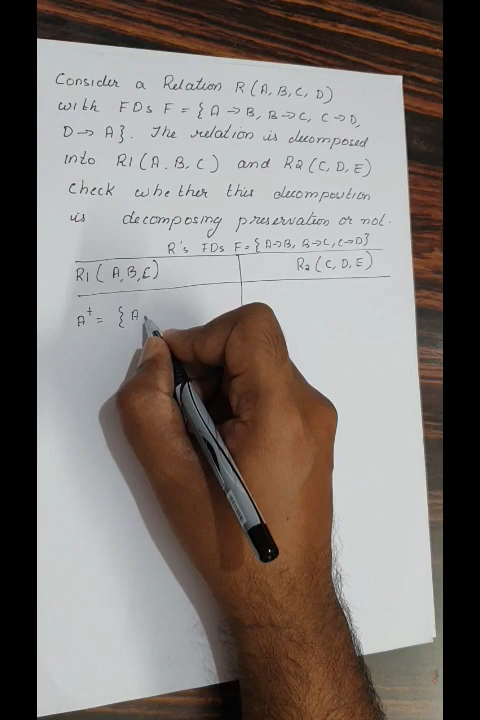 Consider a Relation R(A,B,C,D)
with FDs F = {A→B, B→C, C→D,
D→A}. The relation is decomposed
into R1(A.B,C) and R2(C,D,E)
Check whether this decomposition
is decomposing preservation or not.
R's FDs F={A→B, B→C, C→D}
R1(A,B,C) R2(C,D,E)
A⁺ = {A